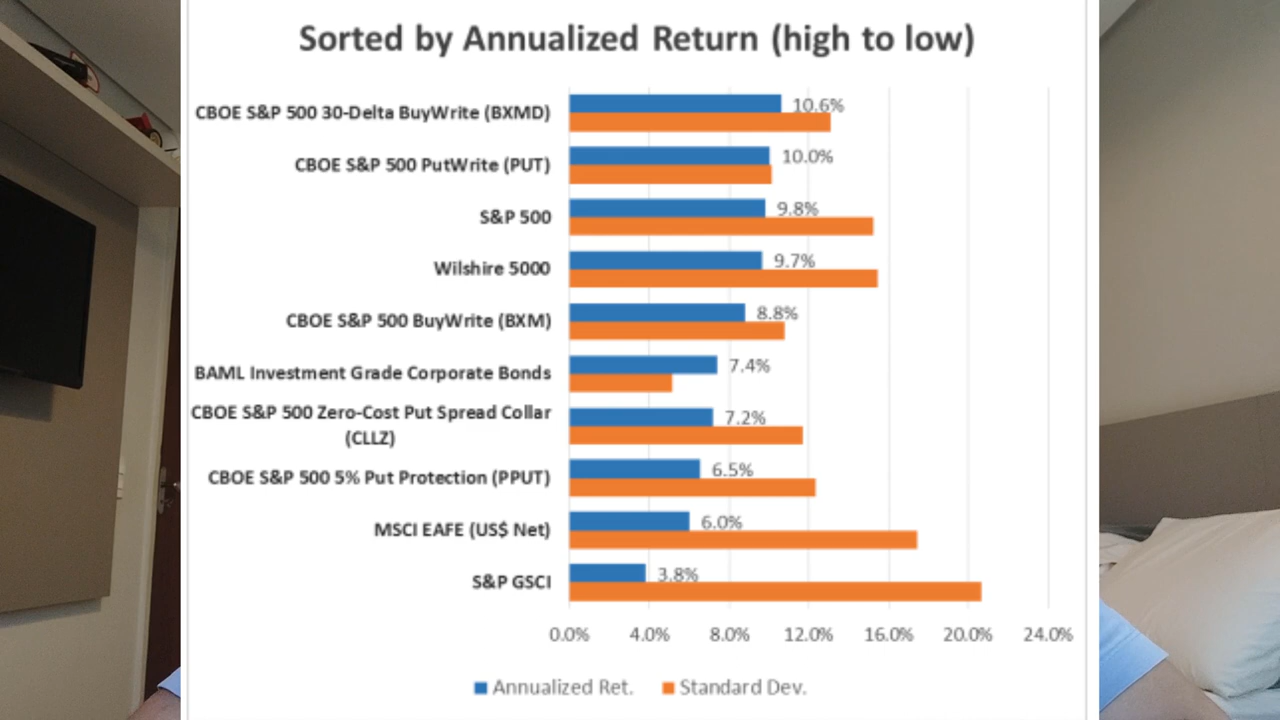 Sorted by Annualized Return (high to low)
CBOE S&P 500 30-Delta BuyWrite (BXMD)
10.6%
CBOE S&P 500 PutWrite (PUT)
10.0%
S&P 500
9.8%
Wilshire 5000
9.7%
CBOE S&P 500 BuyWrite (BXM)
8.8%
BAML Investment Grade Corporate Bonds
7.4%
CBOE S&P 500 Zero-Cost Put Spread Collar
(CLLZ)
7.2%
CBOE S&P 500 5% Put Protection (PPUT)
6.5%
MSCI EAFE (US$ Net)
6.0%
S&P GSCI
3.8%
0.0% 4.0% 8.0% 12.0% 16.0% 20.0% 24.0%
Annualized Ret. Standard Dev.